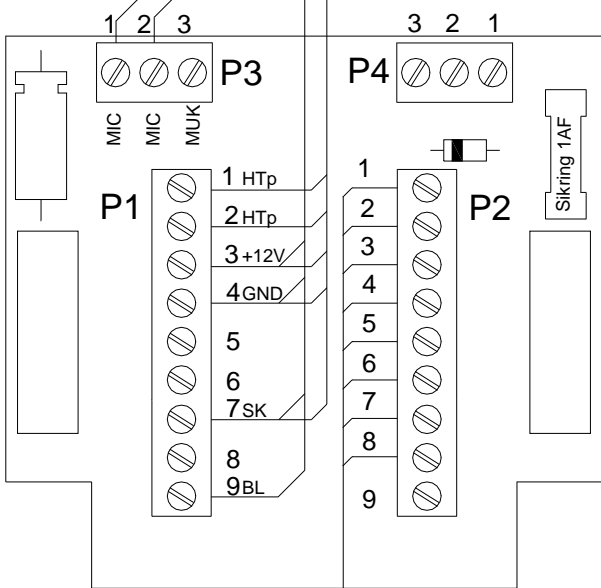 1 2 3
P3
MIC
MIC
MUK
3 2 1
P4
Sikring 1AF
P1
1 HTp
2 HTp
3 +12V
4 GND
5
6
7 SK
8
9 BL
P2
1
2
3
4
5
6
7
8
9